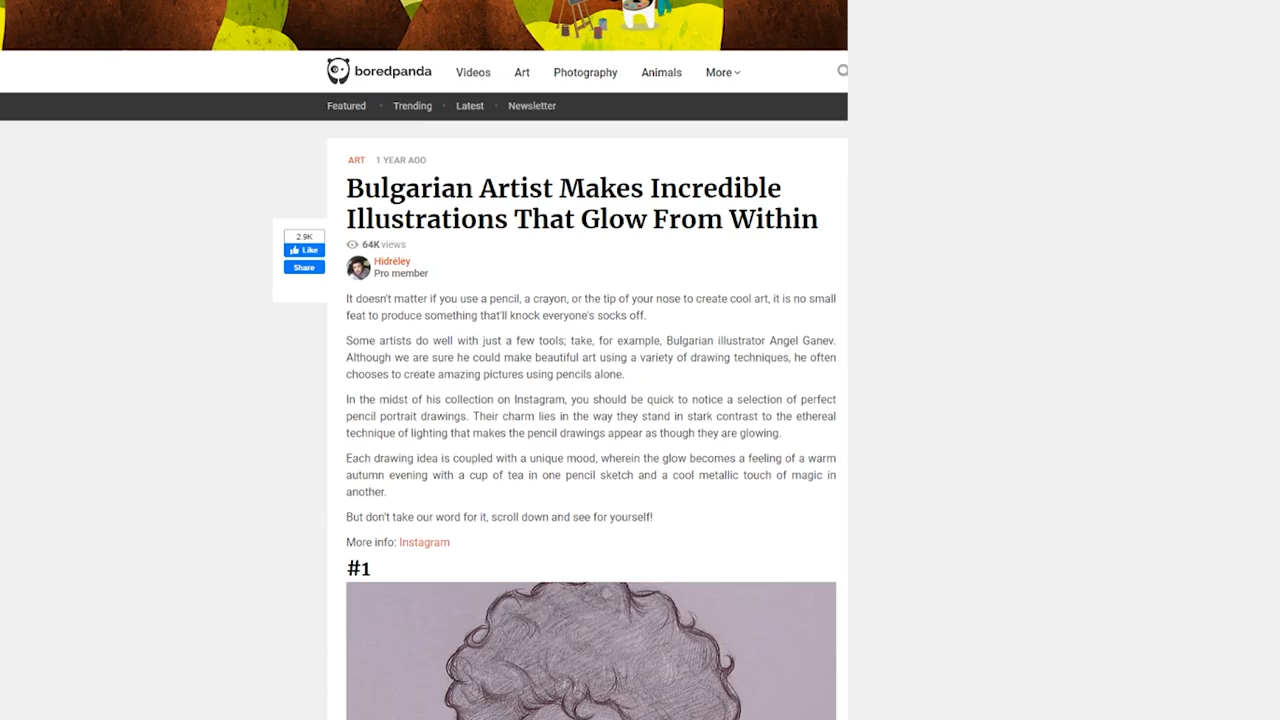 boredpanda Videos Art Photography Animals More
Featured • Trending • Latest • Newsletter
ART 1 YEAR AGO
Bulgarian Artist Makes Incredible
Illustrations That Glow From Within
2.9K
Like
Share
64K views
Hidrėley
Pro member
It doesn't matter if you use a pencil, a crayon, or the tip of your nose to create cool art, it is no small
feat to produce something that'll knock everyone's socks off.
Some artists do well with just a few tools; take, for example, Bulgarian illustrator Angel Ganev.
Although we are sure he could make beautiful art using a variety of drawing techniques, he often
chooses to create amazing pictures using pencils alone.
In the midst of his collection on Instagram, you should be quick to notice a selection of perfect
pencil portrait drawings. Their charm lies in the way they stand in stark contrast to the ethereal
technique of lighting that makes the pencil drawings appear as though they are glowing.
Each drawing idea is coupled with a unique mood, wherein the glow becomes a feeling of a warm
autumn evening with a cup of tea in one pencil sketch and a cool metallic touch of magic in
another.
But don't take our word for it, scroll down and see for yourself!
More info: Instagram
#1